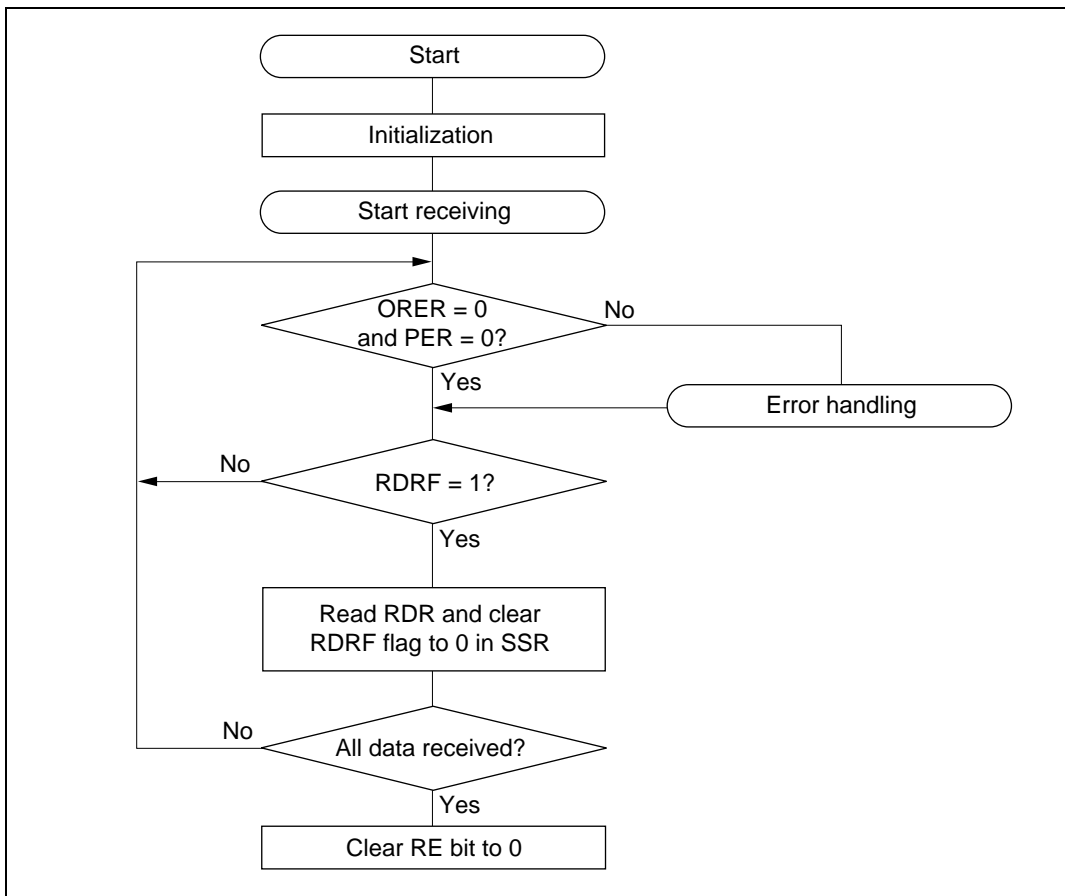 Start
Initialization
Start receiving
ORER = 0
and PER = 0?
No
Yes
Error handling
No
RDRF = 1?
Yes
Read RDR and clear
RDRF flag to 0 in SSR
No
All data received?
Yes
Clear RE bit to 0